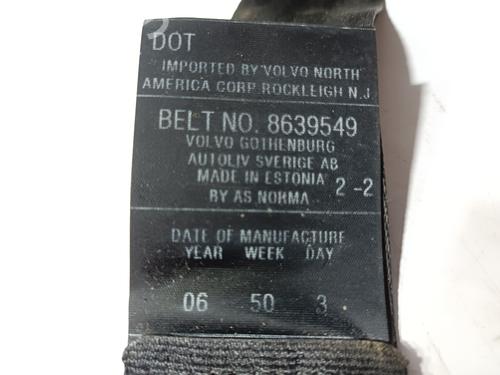 DOT
IMPORTED BY VOLVO NORTH
AMERICA CORP. ROCKLEIGH N.J.
BELT NO. 8639549
VOLVO GOTHENBURG
AUTOLIV SVERIGE AB
MADE IN ESTONIA 2-2
BY AS NORMA
DATE OF MANUFACTURE
YEAR WEEK DAY
06 50 3